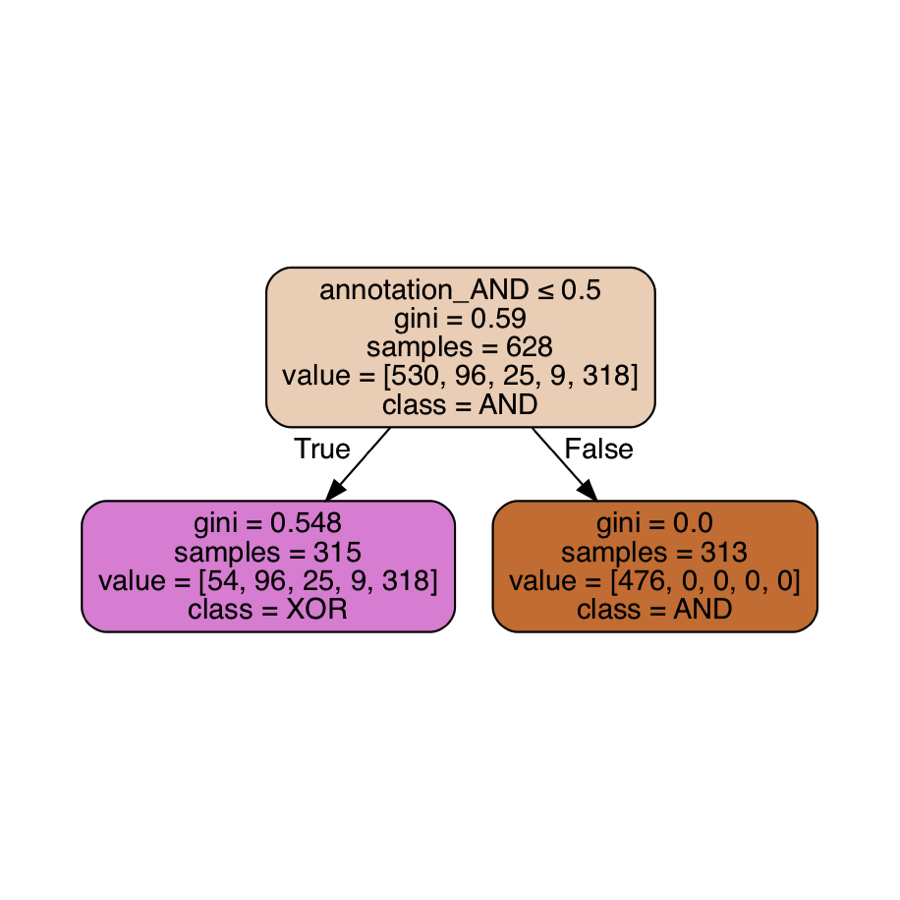 annotation_AND ≤ 0.5
gini = 0.59
samples = 628
value = [530, 96, 25, 9, 318]
class = AND
True
False
gini = 0.548
samples = 315
value = [54, 96, 25, 9, 318]
class = XOR
gini = 0.0
samples = 313
value = [476, 0, 0, 0, 0]
class = AND